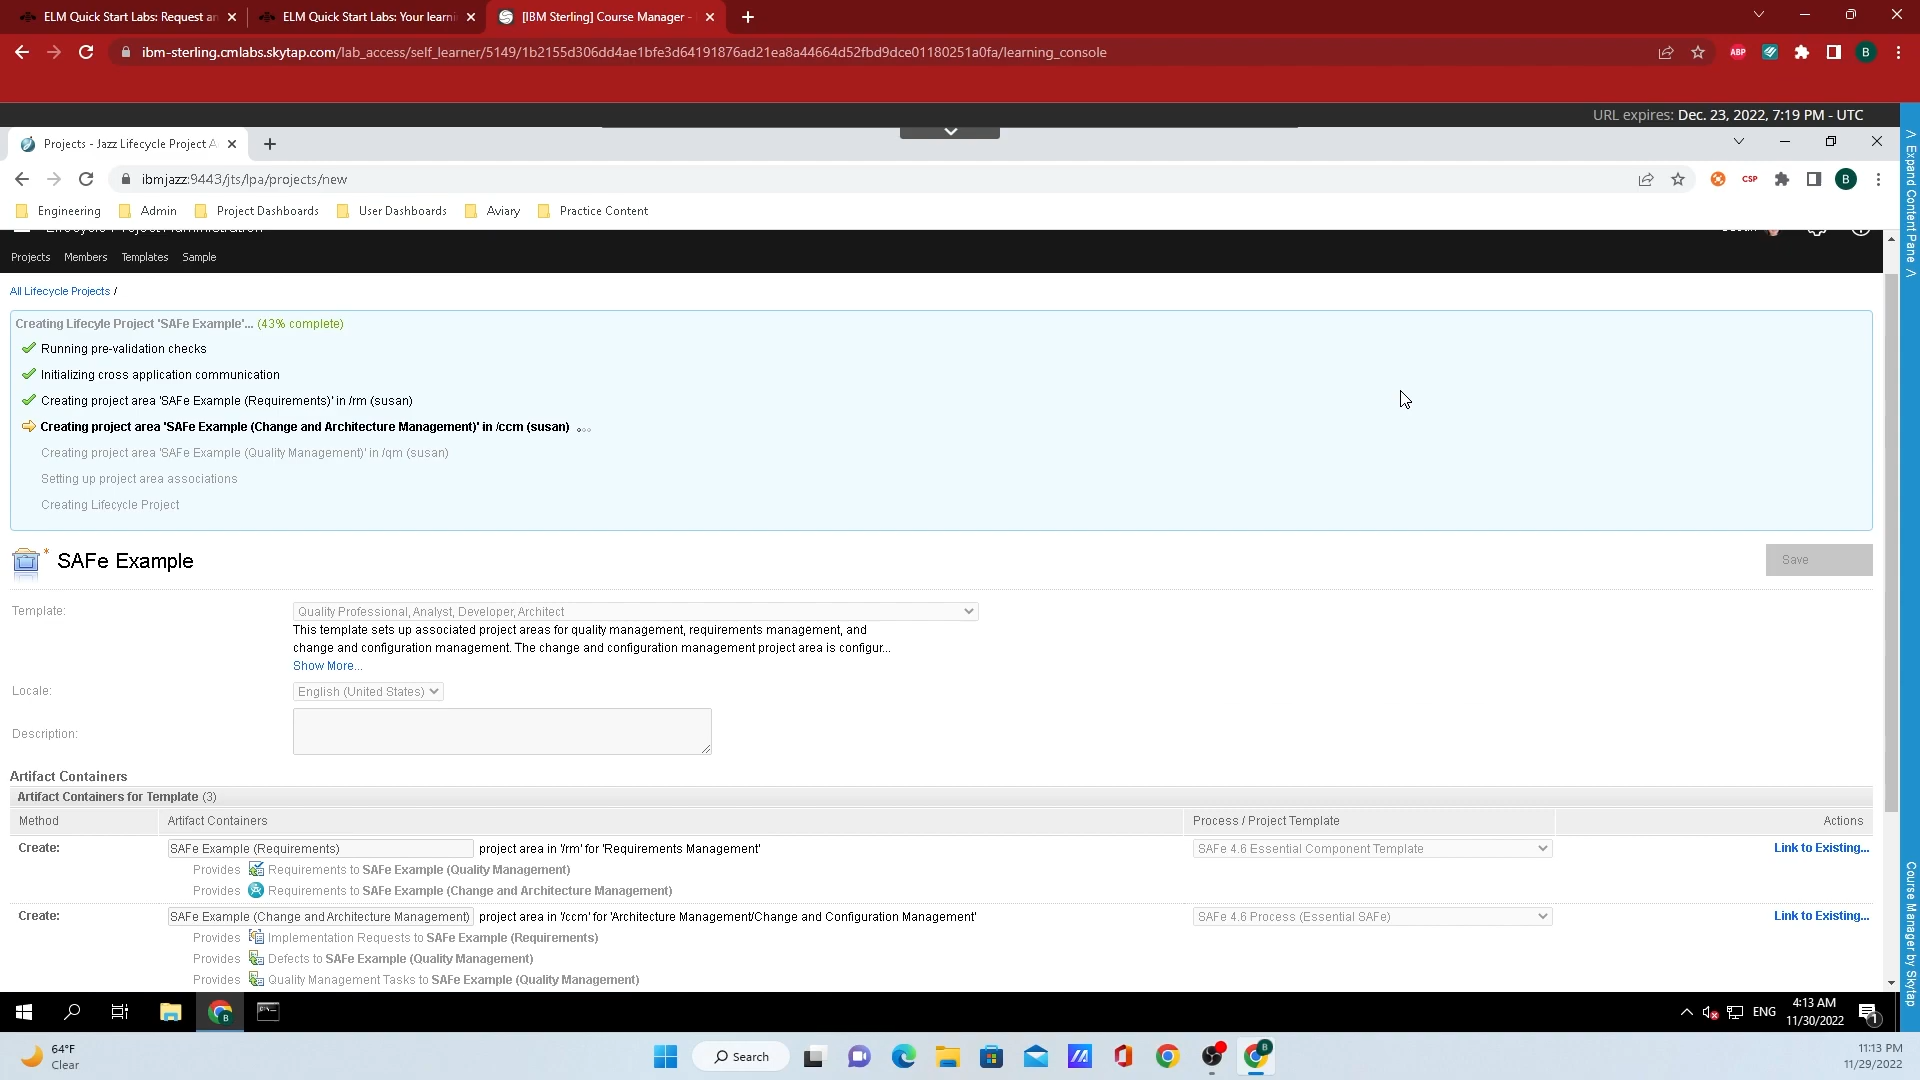 ELM Quick Start Labs: Request an
ELM Quick Start Labs: Your learni
[IBM Sterling] Course Manager -
ibm-sterling.cmlabs.skytap.com/lab_access/self_learner/5149/1b2155d306dd4ae1bfe3d64191876ad21ea8a44664d52fbd9dce01180251a0fa/learning_console
ABP
B
URL expires: Dec. 23, 2022, 7:19 PM - UTC
Projects - Jazz Lifecycle Project A
ibmjazz:9443/jts/lpa/projects/new
CSP
B
Engineering
Admin
Project Dashboards
User Dashboards
Aviary
Practice Content
Lifecycle Project Administration
Projects
Members
Templates
Sample
All Lifecycle Projects /
Creating Lifecyle Project 'SAFe Example'... (43% complete)
Running pre-validation checks
Initializing cross application communication
Creating project area 'SAFe Example (Requirements)' in /rm (susan)
Creating project area 'SAFe Example (Change and Architecture Management)' in /ccm (susan)
Creating project area 'SAFe Example (Quality Management)' in /qm (susan)
Setting up project area associations
Creating Lifecycle Project
* SAFe Example
Save
Template:
Quality Professional, Analyst, Developer, Architect
This template sets up associated project areas for quality management, requirements management, and
change and configuration management. The change and configuration management project area is configur...
Show More...
Locale:
English (United States)
Description:
Artifact Containers
Artifact Containers for Template (3)
Method
Artifact Containers
Process / Project Template
Actions
Create:
SAFe Example (Requirements)
project area in '/rm' for 'Requirements Management'
SAFe 4.6 Essential Component Template
Link to Existing...
Provides Requirements to SAFe Example (Quality Management)
Provides Requirements to SAFe Example (Change and Architecture Management)
Create:
SAFe Example (Change and Architecture Management)
project area in '/ccm' for 'Architecture Management/Change and Configuration Management'
SAFe 4.6 Process (Essential SAFe)
Link to Existing...
Provides Implementation Requests to SAFe Example (Requirements)
Provides Defects to SAFe Example (Quality Management)
Provides Quality Management Tasks to SAFe Example (Quality Management)
< Expand Content Pane <
Course Manager by Skytap
B
ENG
4:13 AM
11/30/2022
1
64°F
Clear
Search
B
11:13 PM
11/29/2022